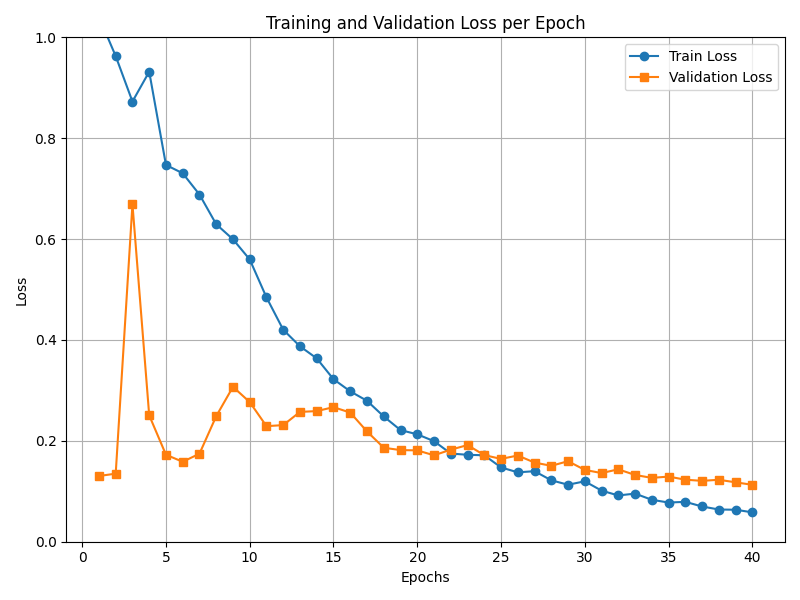 Training and Validation Loss per Epoch
Train Loss
Validation Loss
1.0
0.8
0.6
0.4
0.2
0.0
Loss
0 5 10 15 20 25 30 35 40
Epochs